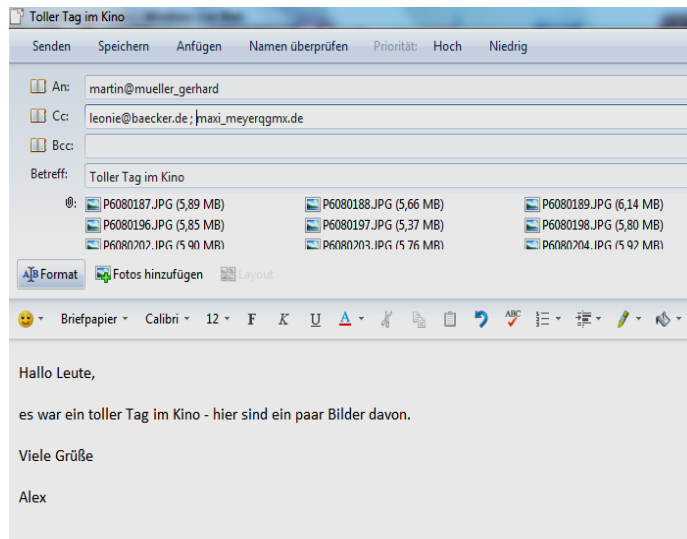 Toller Tag im Kino
Senden Speichern Anfügen Namen überprüfen Priorität: Hoch Niedrig
An: martin@mueller_gerhard
Cc: leonie@baecker.de ; maxi_meyerqgmx.de
Bcc:
Betreff: Toller Tag im Kino
P6080187.JPG (5,89 MB) P6080188.JPG (5,66 MB) P6080189.JPG (6,14 MB)
P6080196.JPG (5,85 MB) P6080197.JPG (5,37 MB) P6080198.JPG (5,80 MB)
P6080202.JPG (5,90 MB) P6080203.JPG (5,76 MB) P6080204.JPG (5,92 MB)
Format Fotos hinzufügen Layout
Briefpapier Calibri 12 F K U A ABC
Hallo Leute,
es war ein toller Tag im Kino - hier sind ein paar Bilder davon.
Viele Grüße
Alex